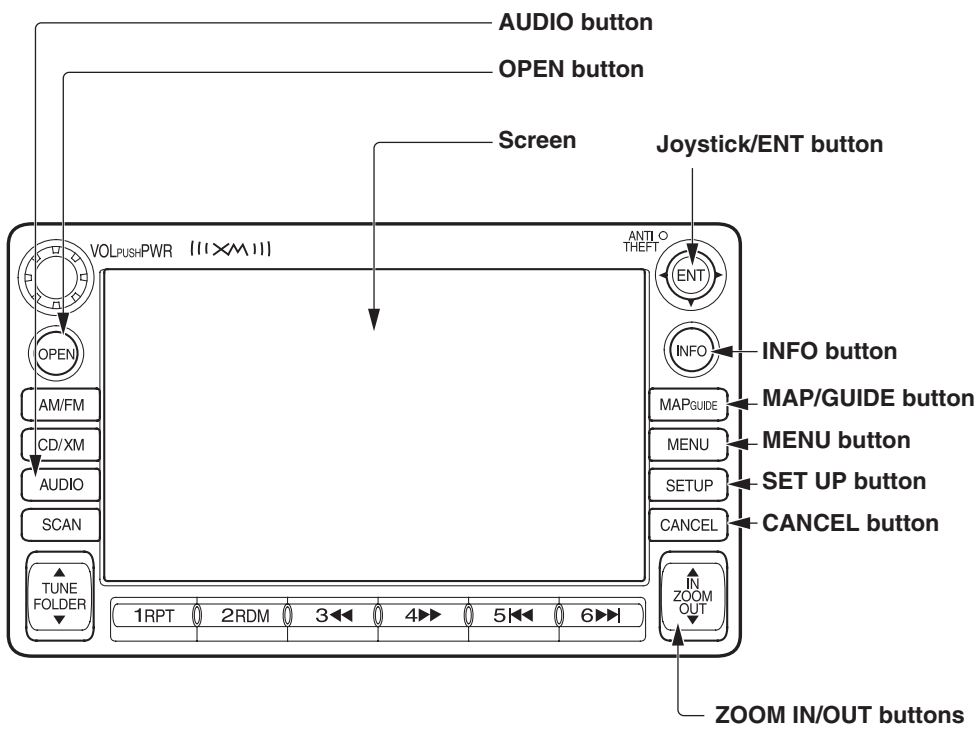 AUDIO button
OPEN button
Screen
Joystick/ENT button
VOLPUSHPWR
XM
ANTI
THEFT
ENT
OPEN
INFO
INFO button
AM/FM
MAPGUIDE
MAP/GUIDE button
CD/XM
MENU
MENU button
AUDIO
SETUP
SET UP button
SCAN
CANCEL
CANCEL button
TUNE
FOLDER
IN
ZOOM
OUT
1RPT
2RDM
3
4
5
6
ZOOM IN/OUT buttons